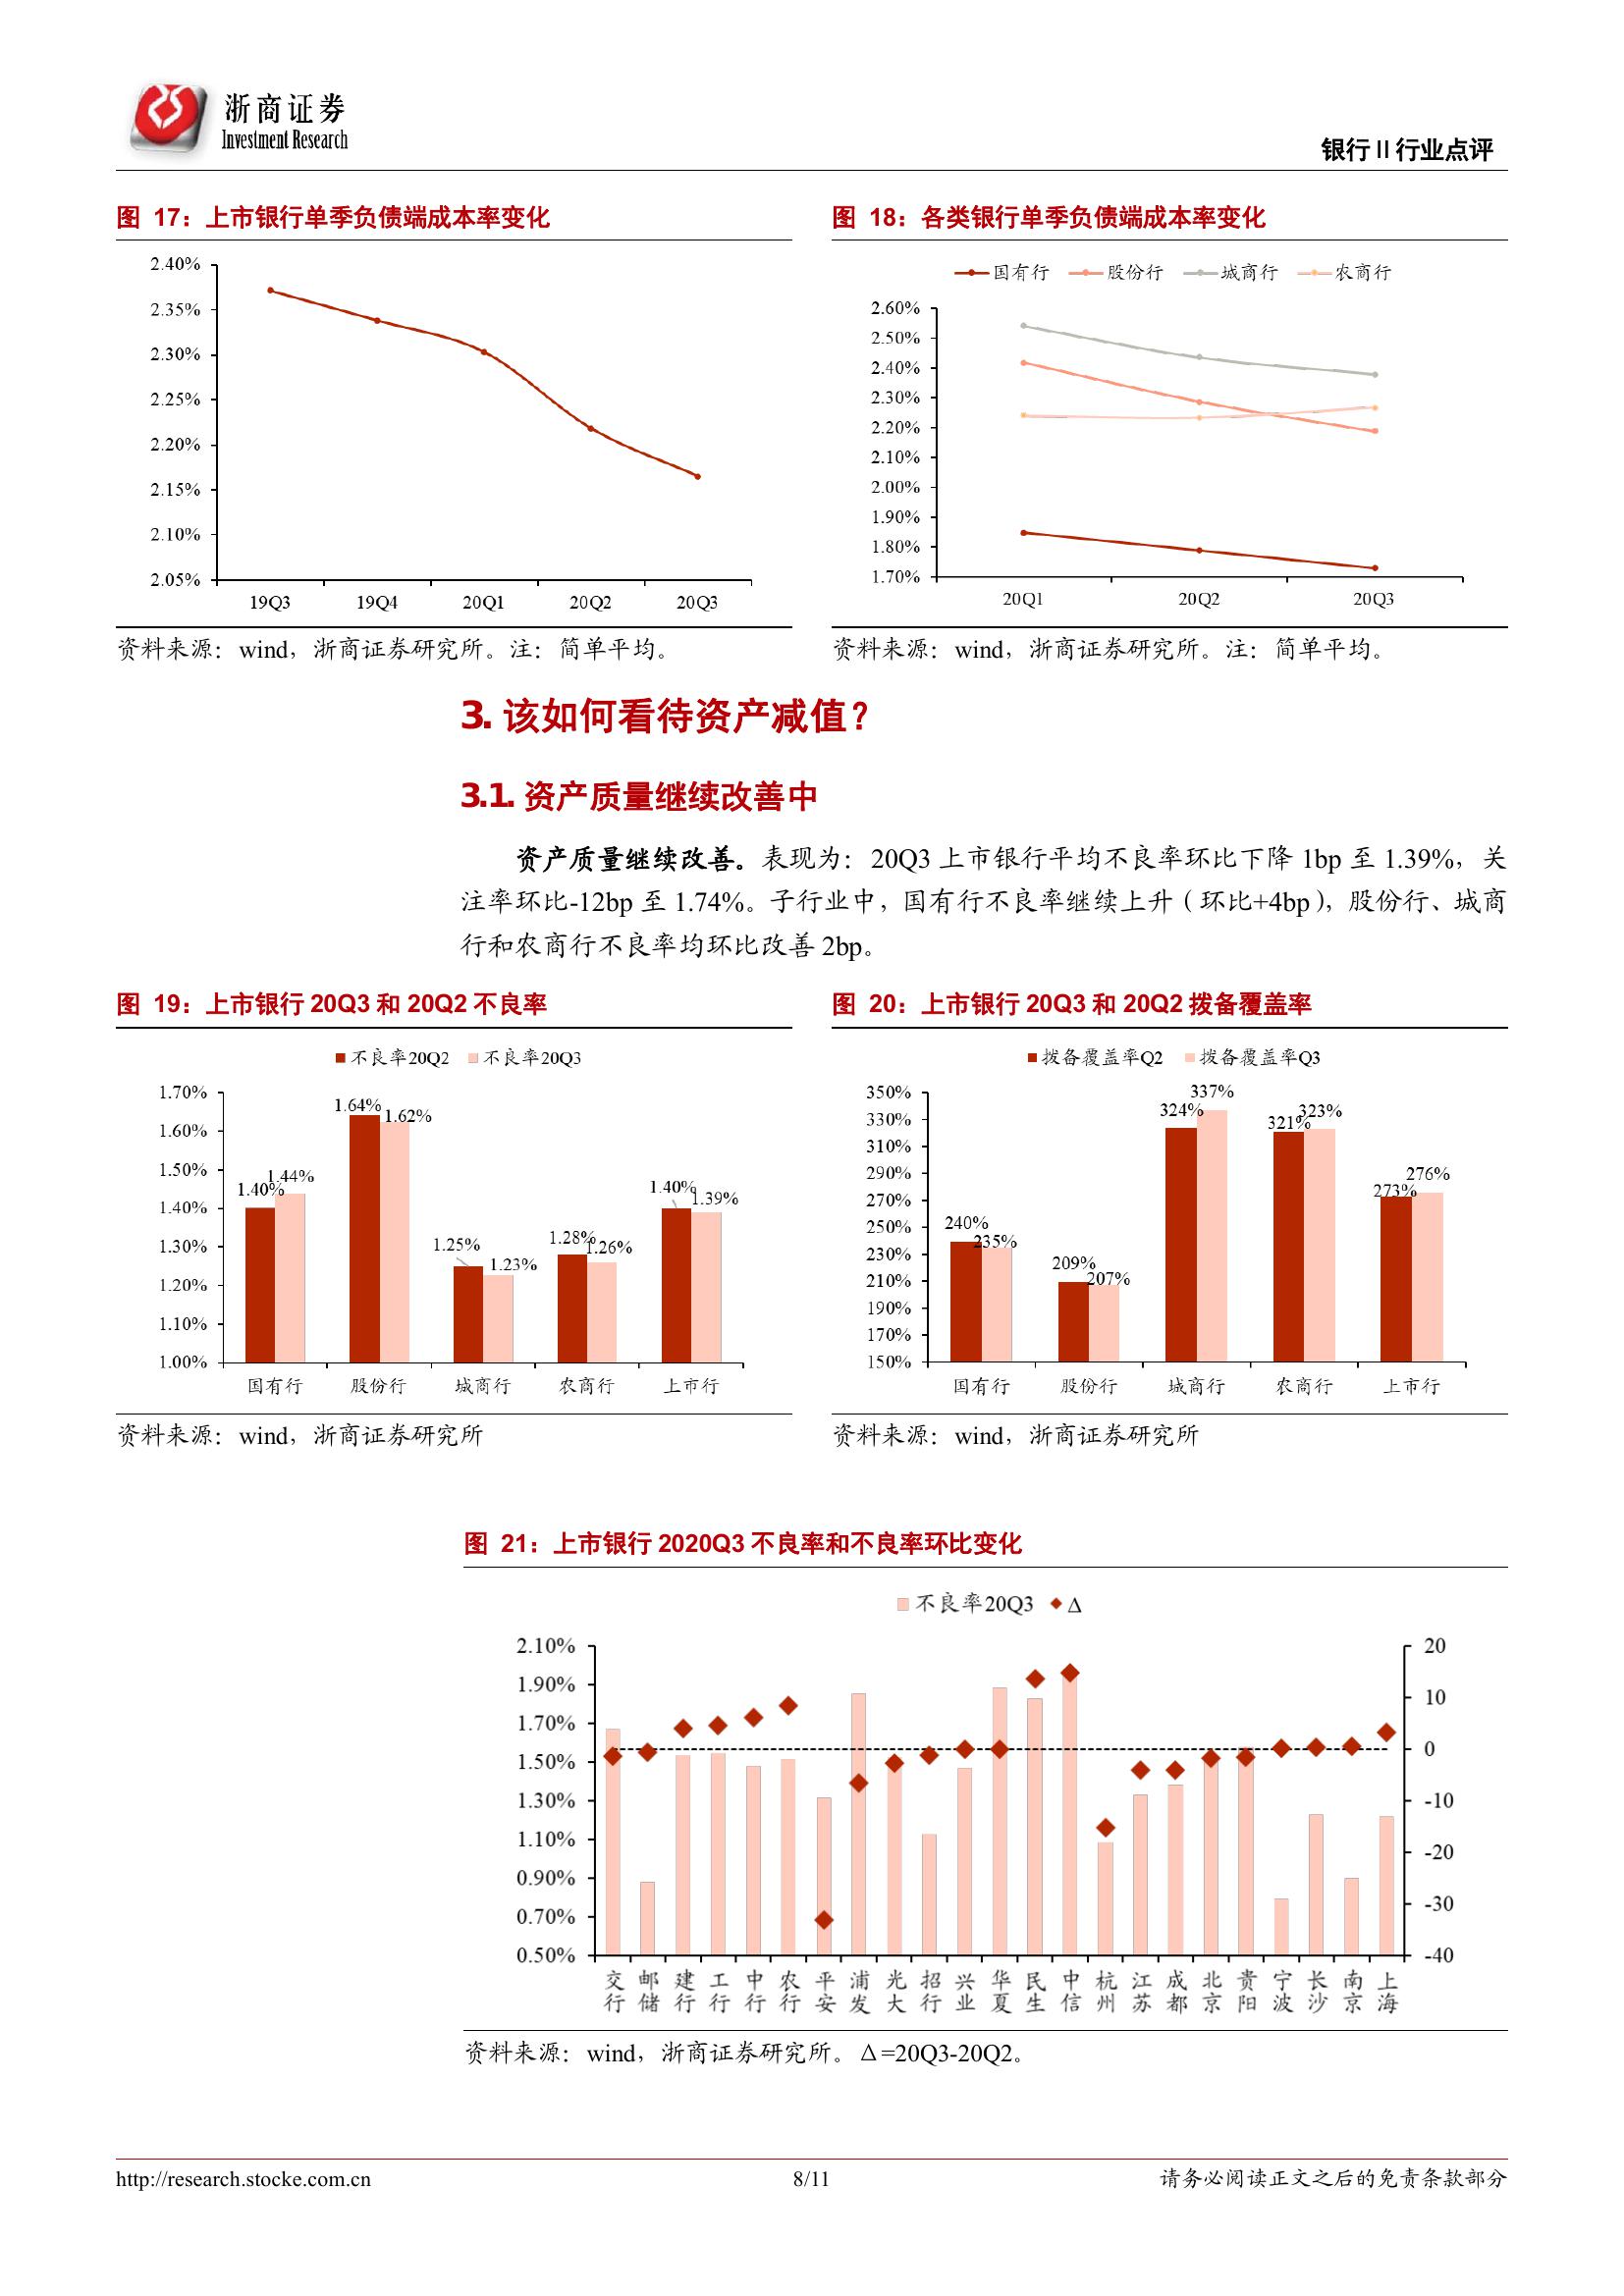 浙商证券
Investment Research
银行 II 行业点评
图 17：上市银行单季负债端成本率变化
2.40%
2.35%
2.30%
2.25%
2.20%
2.15%
2.10%
2.05%
19Q3 19Q4 20Q1 20Q2 20Q3
资料来源：wind，浙商证券研究所。注：简单平均。
图 18：各类银行单季负债端成本率变化
国有行 股份行 城商行 农商行
2.60%
2.50%
2.40%
2.30%
2.20%
2.10%
2.00%
1.90%
1.80%
1.70%
20Q1 20Q2 20Q3
资料来源：wind，浙商证券研究所。注：简单平均。
3. 该如何看待资产减值？
3.1. 资产质量继续改善中
资产质量继续改善。表现为：20Q3 上市银行平均不良率环比下降 1bp 至 1.39%，关
注率环比-12bp 至 1.74%。子行业中，国有行不良率继续上升（环比+4bp），股份行、城商
行和农商行不良率均环比改善 2bp。
图 19：上市银行 20Q3 和 20Q2 不良率
不良率20Q2 不良率20Q3
1.70%
1.60%
1.50%
1.40%
1.30%
1.20%
1.10%
1.00%
1.40% 1.44% 1.64% 1.62% 1.25% 1.23% 1.28% 1.26% 1.40% 1.39%
国有行 股份行 城商行 农商行 上市行
资料来源：wind，浙商证券研究所
图 20：上市银行 20Q3 和 20Q2 拨备覆盖率
拨备覆盖率Q2 拨备覆盖率Q3
350%
330%
310%
290%
270%
250%
230%
210%
190%
170%
150%
240% 235% 209% 207% 324% 337% 321% 323% 273% 276%
国有行 股份行 城商行 农商行 上市行
资料来源：wind，浙商证券研究所
图 21：上市银行 2020Q3 不良率和不良率环比变化
不良率20Q3 Δ
2.10%
1.90%
1.70%
1.50%
1.30%
1.10%
0.90%
0.70%
0.50%
20
10
0
-10
-20
-30
-40
交行 邮储 建行 工行 中行 农行 平安 浦发 光大 招行 兴业 华夏 民生 中信 杭州 江苏 成都 北京 贵阳 宁波 长沙 南京 上海
资料来源：wind，浙商证券研究所。Δ=20Q3-20Q2。
http://research.stocke.com.cn
8/11
请务必阅读正文之后的免责条款部分